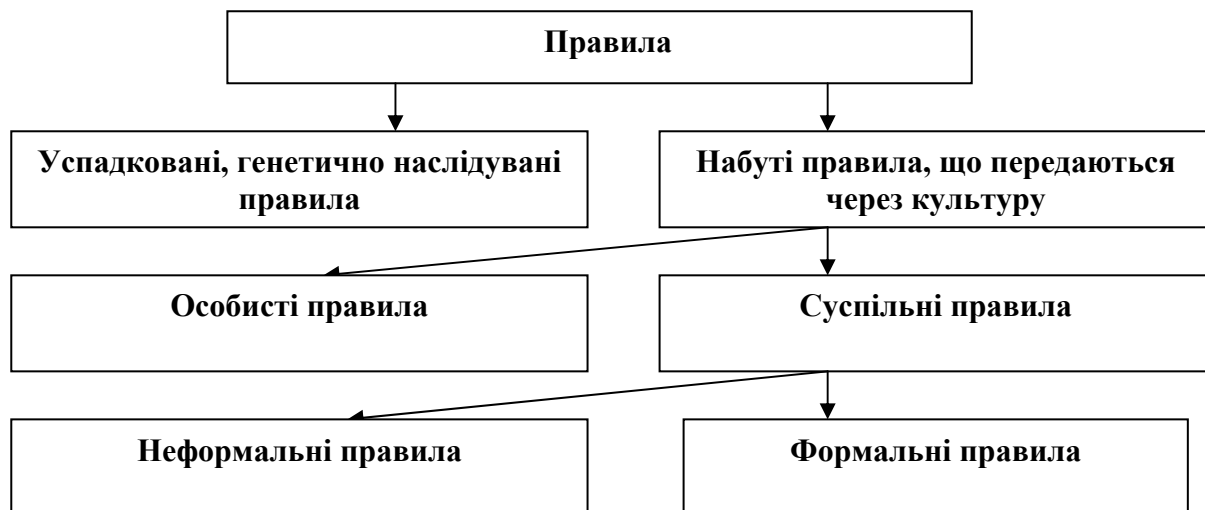 Правила
Успадковані, генетично наслідувані
правила
Набуті правила, що передаються
через культуру
Особисті правила
Суспільні правила
Неформальні правила
Формальні правила